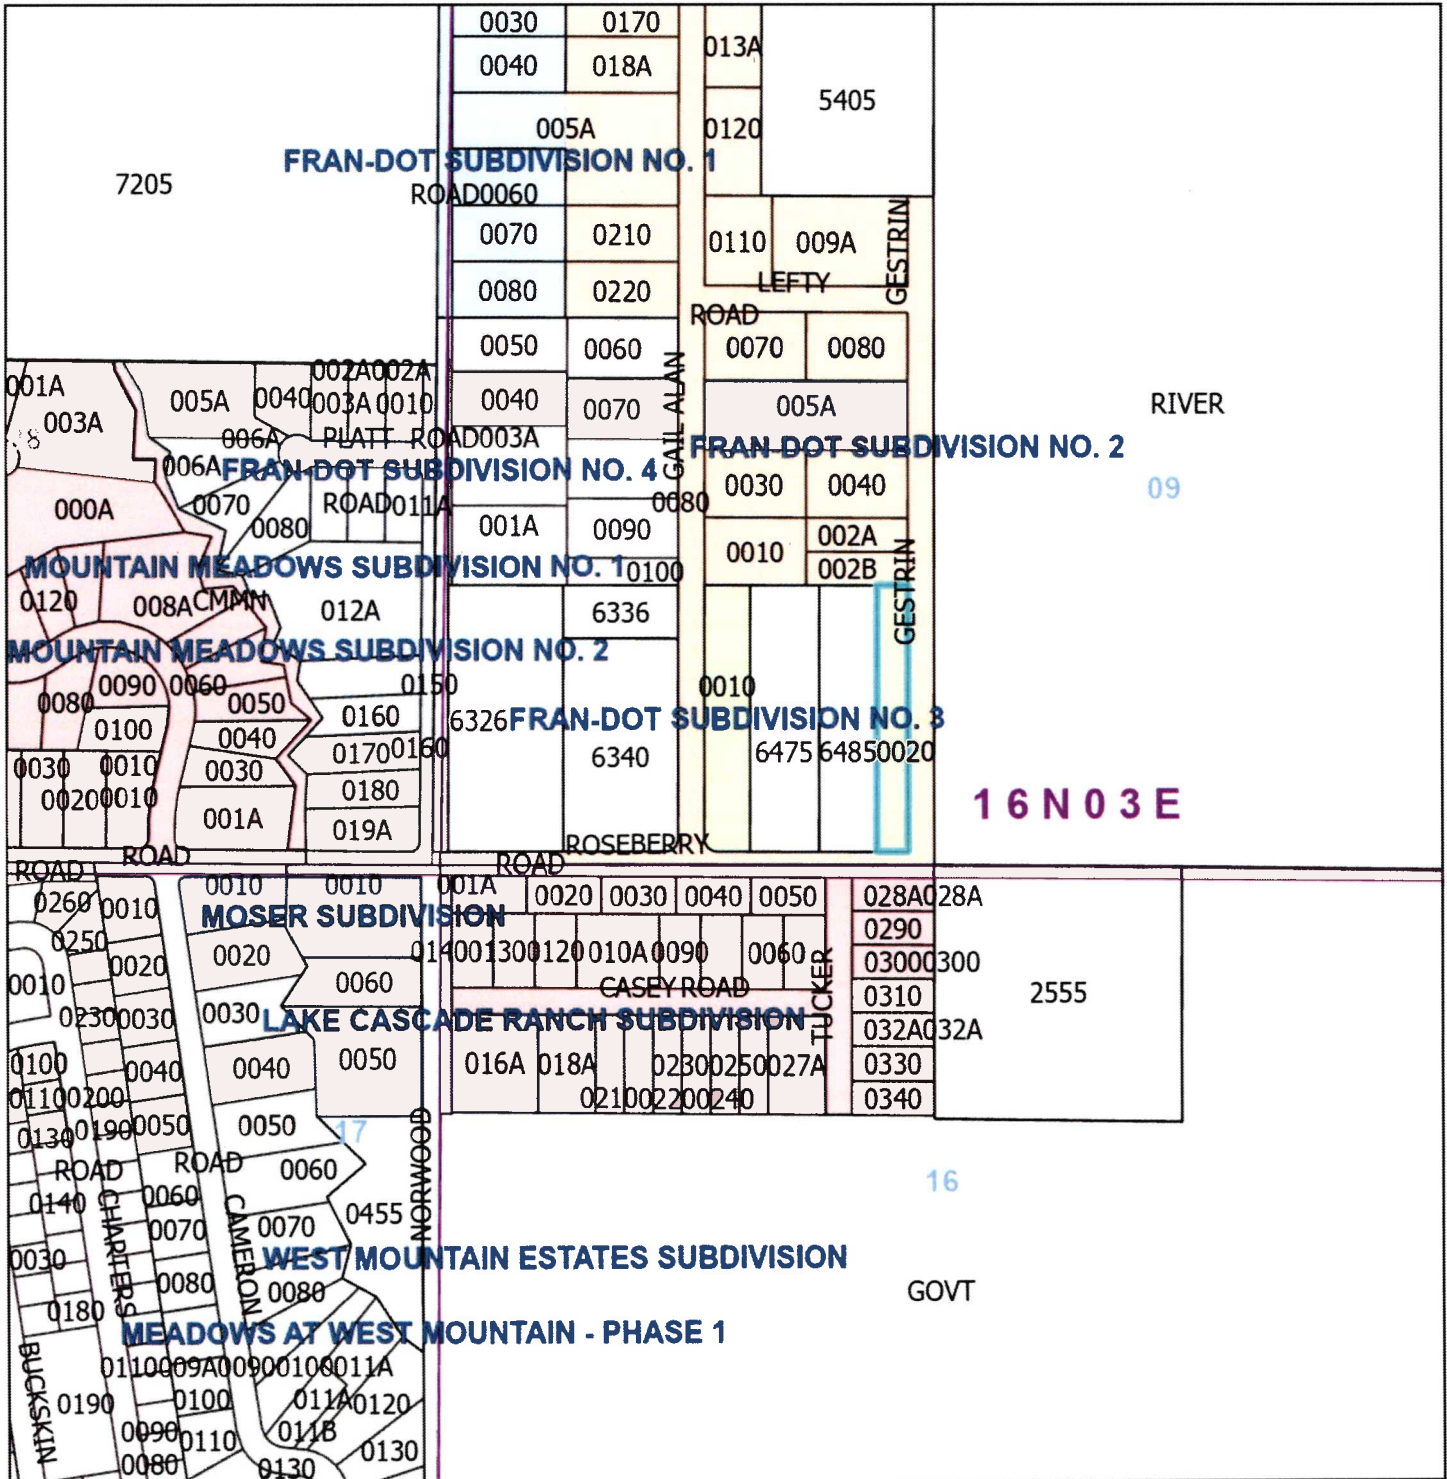 0030 0170
013A
0040 018A
5405
005A 0120
FRAN-DOT SUBDIVISION NO. 1
7205
ROAD0060
0070 0210 0110 009A
GESTRIN
LEFTY
0080 0220
ROAD
0050 0060 0070 0080
GAIL ALAN
002A002A
001A 005A 0040 003A 0010 0040 0070 005A RIVER
003A
006A PLATT ROAD003A
FRAN-DOT SUBDIVISION NO. 2
006A FRAN-DOT SUBDIVISION NO. 4
0030 0040 09
000A 0070 ROAD011A 0080
0080 001A 0090 002A
0010
MOUNTAIN MEADOWS SUBDIVISION NO. 1 0100 002B
GESTRIN
0120 008A CMMN 012A 6336
MOUNTAIN MEADOWS SUBDIVISION NO. 2
0090 0060 0150 0010
0080 0050 0160 6326 FRAN-DOT SUBDIVISION NO. 3
0100 0040 0170 0160 6340 6475 6485 0020
0030 0010 0030
0020 0010 0180
001A 019A 16N03E
ROSEBERRY
ROAD ROAD ROAD
0010 0010 001A 0020 0030 0040 0050 028A028A
0260 0010 MOSER SUBDIVISION
0250 0290
0020 0020 0140 0130 0120 010A 0090 0060 0300 0300
TUCKER
0010 0060 CASEY ROAD 0310 2555
0230 0030 0030 LAKE CASCADE RANCH SUBDIVISION 032A032A
0100 0040 0040 0050 016A 018A 0230 0250 027A 0330
0110 0200 0210 0220 0240 0340
0130 0190 0050 0050 17
NORWOOD
ROAD ROAD 0060 16
0140 0060 0455
CHARTERS
CAMERON
0070 0070
0030 WEST MOUNTAIN ESTATES SUBDIVISION
0080 0080 GOVT
0180
MEADOWS AT WEST MOUNTAIN - PHASE 1
BUCKSKIN
0110 009A 0090 0100 011A
0190 0100 011A 0120
0090 0110 011B
0080 0130 0130